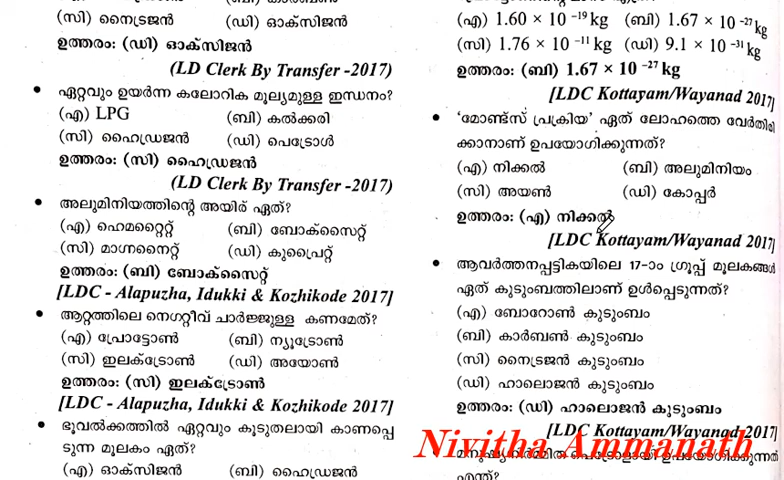 (സി) നൈട്രജൻ (ഡി) ഓക്സിജൻ
ഉത്തരം: (ഡി) ഓക്സിജൻ
(LD Clerk By Transfer -2017)
• ഏറ്റവും ഉയർന്ന കലോറിക മൂല്യമുള്ള ഇന്ധനം?
(എ) LPG (ബി) കൽക്കരി
(സി) ഹൈഡ്രജൻ (ഡി) പെട്രോൾ
ഉത്തരം: (സി) ഹൈഡ്രജൻ
(LD Clerk By Transfer -2017)
• അലുമിനിയത്തിന്റെ അയിര് ഏത്?
(എ) ഹെമറ്റൈറ്റ് (ബി) ബോക്സൈറ്റ്
(സി) മാഗ്നനൈറ്റ് (ഡി) കുപ്രൈറ്റ്
ഉത്തരം: (ബി) ബോക്സൈറ്റ്
[LDC - Alapuzha, Idukki & Kozhikode 2017]
• ആറ്റത്തിലെ നെഗറ്റീവ് ചാർജ്ജുള്ള കണമേത്?
(എ) പ്രോട്ടോൺ (ബി) ന്യൂട്രോൺ
(സി) ഇലക്ട്രോൺ (ഡി) അയോൺ
ഉത്തരം: (സി) ഇലക്ട്രോൺ
[LDC - Alapuzha, Idukki & Kozhikode 2017]
• ഭൂവൽക്കത്തിൽ ഏറ്റവും കൂടുതലായി കാണപ്പെ
ടുന്ന മൂലകം ഏത്?
(എ) ഓക്സിജൻ (ബി) ഹൈഡ്രജൻ
(എ) 1.60 × 10 ⁻¹⁹ kg (ബി) 1.67 × 10 ⁻²⁷ kg
(സി) 1.76 × 10 ⁻¹¹ kg (ഡി) 9.1 × 10 ⁻³¹ kg
ഉത്തരം: (ബി) 1.67 × 10 ⁻²⁷ kg
[LDC Kottayam/Wayanad 2017]
• 'മോണ്ട്സ് പ്രക്രിയ' ഏത് ലോഹത്തെ വേർതിരി
ക്കാനാണ് ഉപയോഗിക്കുന്നത്?
(എ) നിക്കൽ (ബി) അലുമിനിയം
(സി) അയൺ (ഡി) കോപ്പർ
ഉത്തരം: (എ) നിക്കൽ
[LDC Kottayam/Wayanad 2017]
• ആവർത്തനപ്പട്ടികയിലെ 17-ാം ഗ്രൂപ്പ് മൂലകങ്ങൾ
ഏത് കുടുംബത്തിലാണ് ഉൾപ്പെടുന്നത്?
(എ) ബോറോൺ കുടുംബം
(ബി) കാർബൺ കുടുംബം
(സി) നൈട്രജൻ കുടുംബം
(ഡി) ഹാലൊജൻ കുടുംബം
ഉത്തരം: (ഡി) ഹാലൊജൻ കുടുംബം
[LDC Kottayam/Wayanad 2017]
Nivitha Ammanath
മനുഷ്യനിർമ്മിത പെട്രോളായി ഉപയോഗിക്കുന്നത്
എന്ത്?